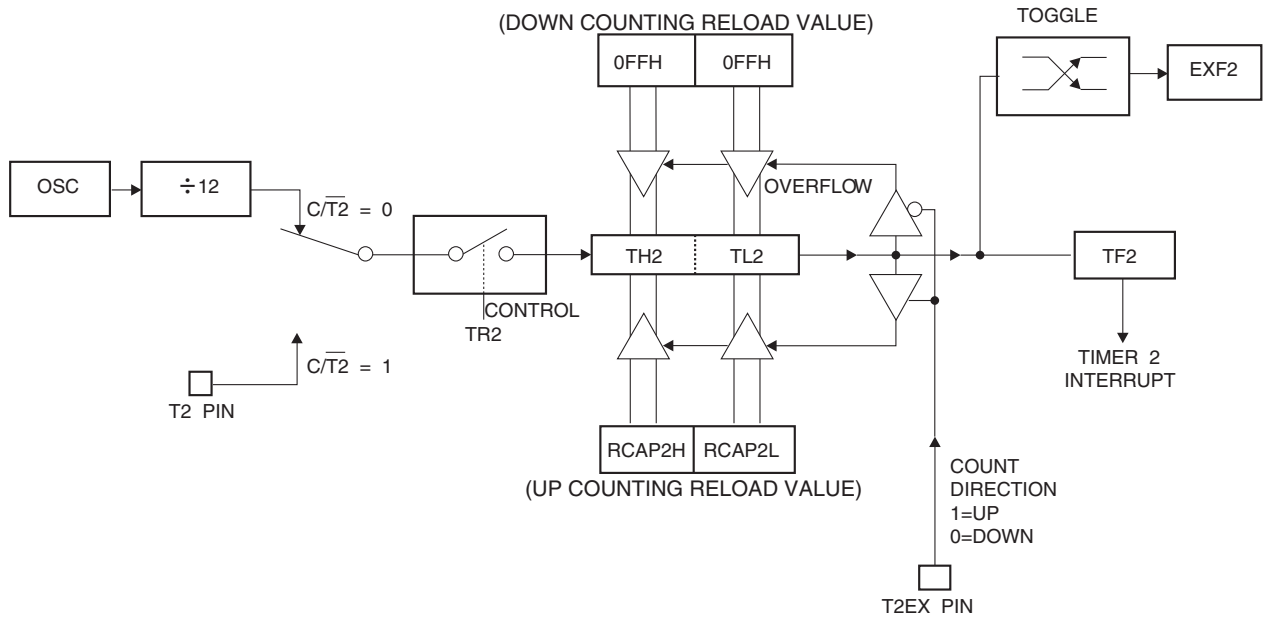 (DOWN COUNTING RELOAD VALUE)
TOGGLE
0FFH 0FFH
EXF2
OSC
÷12
OVERFLOW
C/T2̅ = 0
TH2 TL2
TF2
CONTROL
TR2
C/T2̅ = 1
TIMER 2
INTERRUPT
T2 PIN
RCAP2H RCAP2L
(UP COUNTING RELOAD VALUE)
COUNT
DIRECTION
1=UP
0=DOWN
T2EX PIN